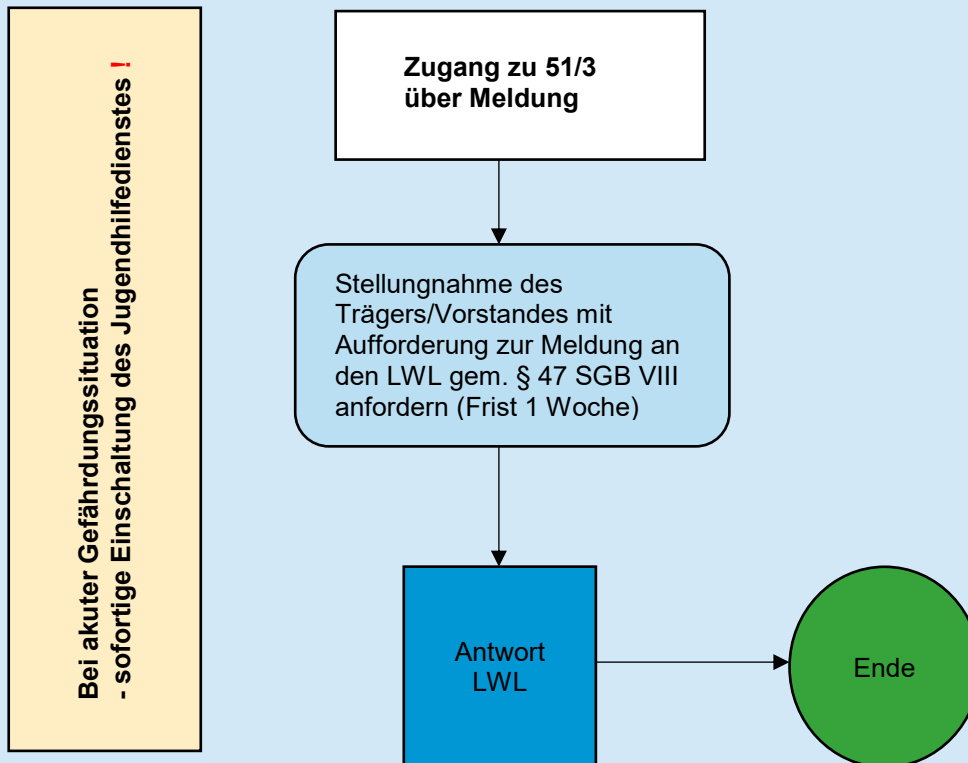 Bei akuter Gefährdungssituation
- sofortige Einschaltung des Jugendhilfedienstes !
Zugang zu 51/3
über Meldung
Stellungnahme des
Trägers/Vorstandes mit
Aufforderung zur Meldung an
den LWL gem. § 47 SGB VIII
anfordern (Frist 1 Woche)
Antwort
LWL
Ende